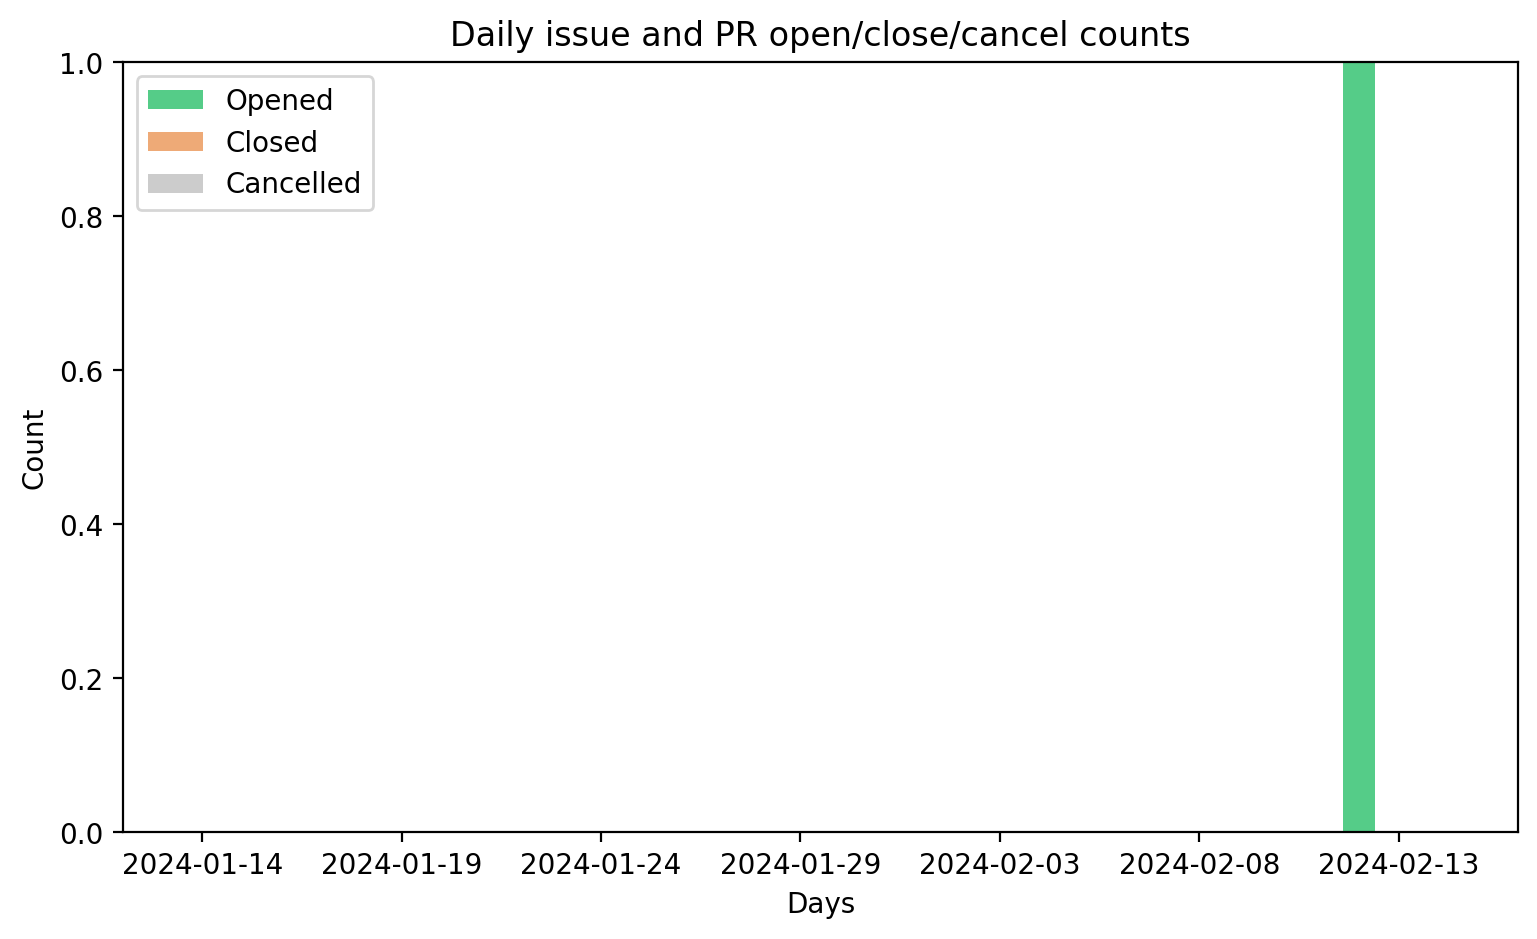 Daily issue and PR open/close/cancel counts
1.0
0.8
0.6
0.4
0.2
0.0
Count
Opened
Closed
Cancelled
2024-01-14 2024-01-19 2024-01-24 2024-01-29 2024-02-03 2024-02-08 2024-02-13
Days